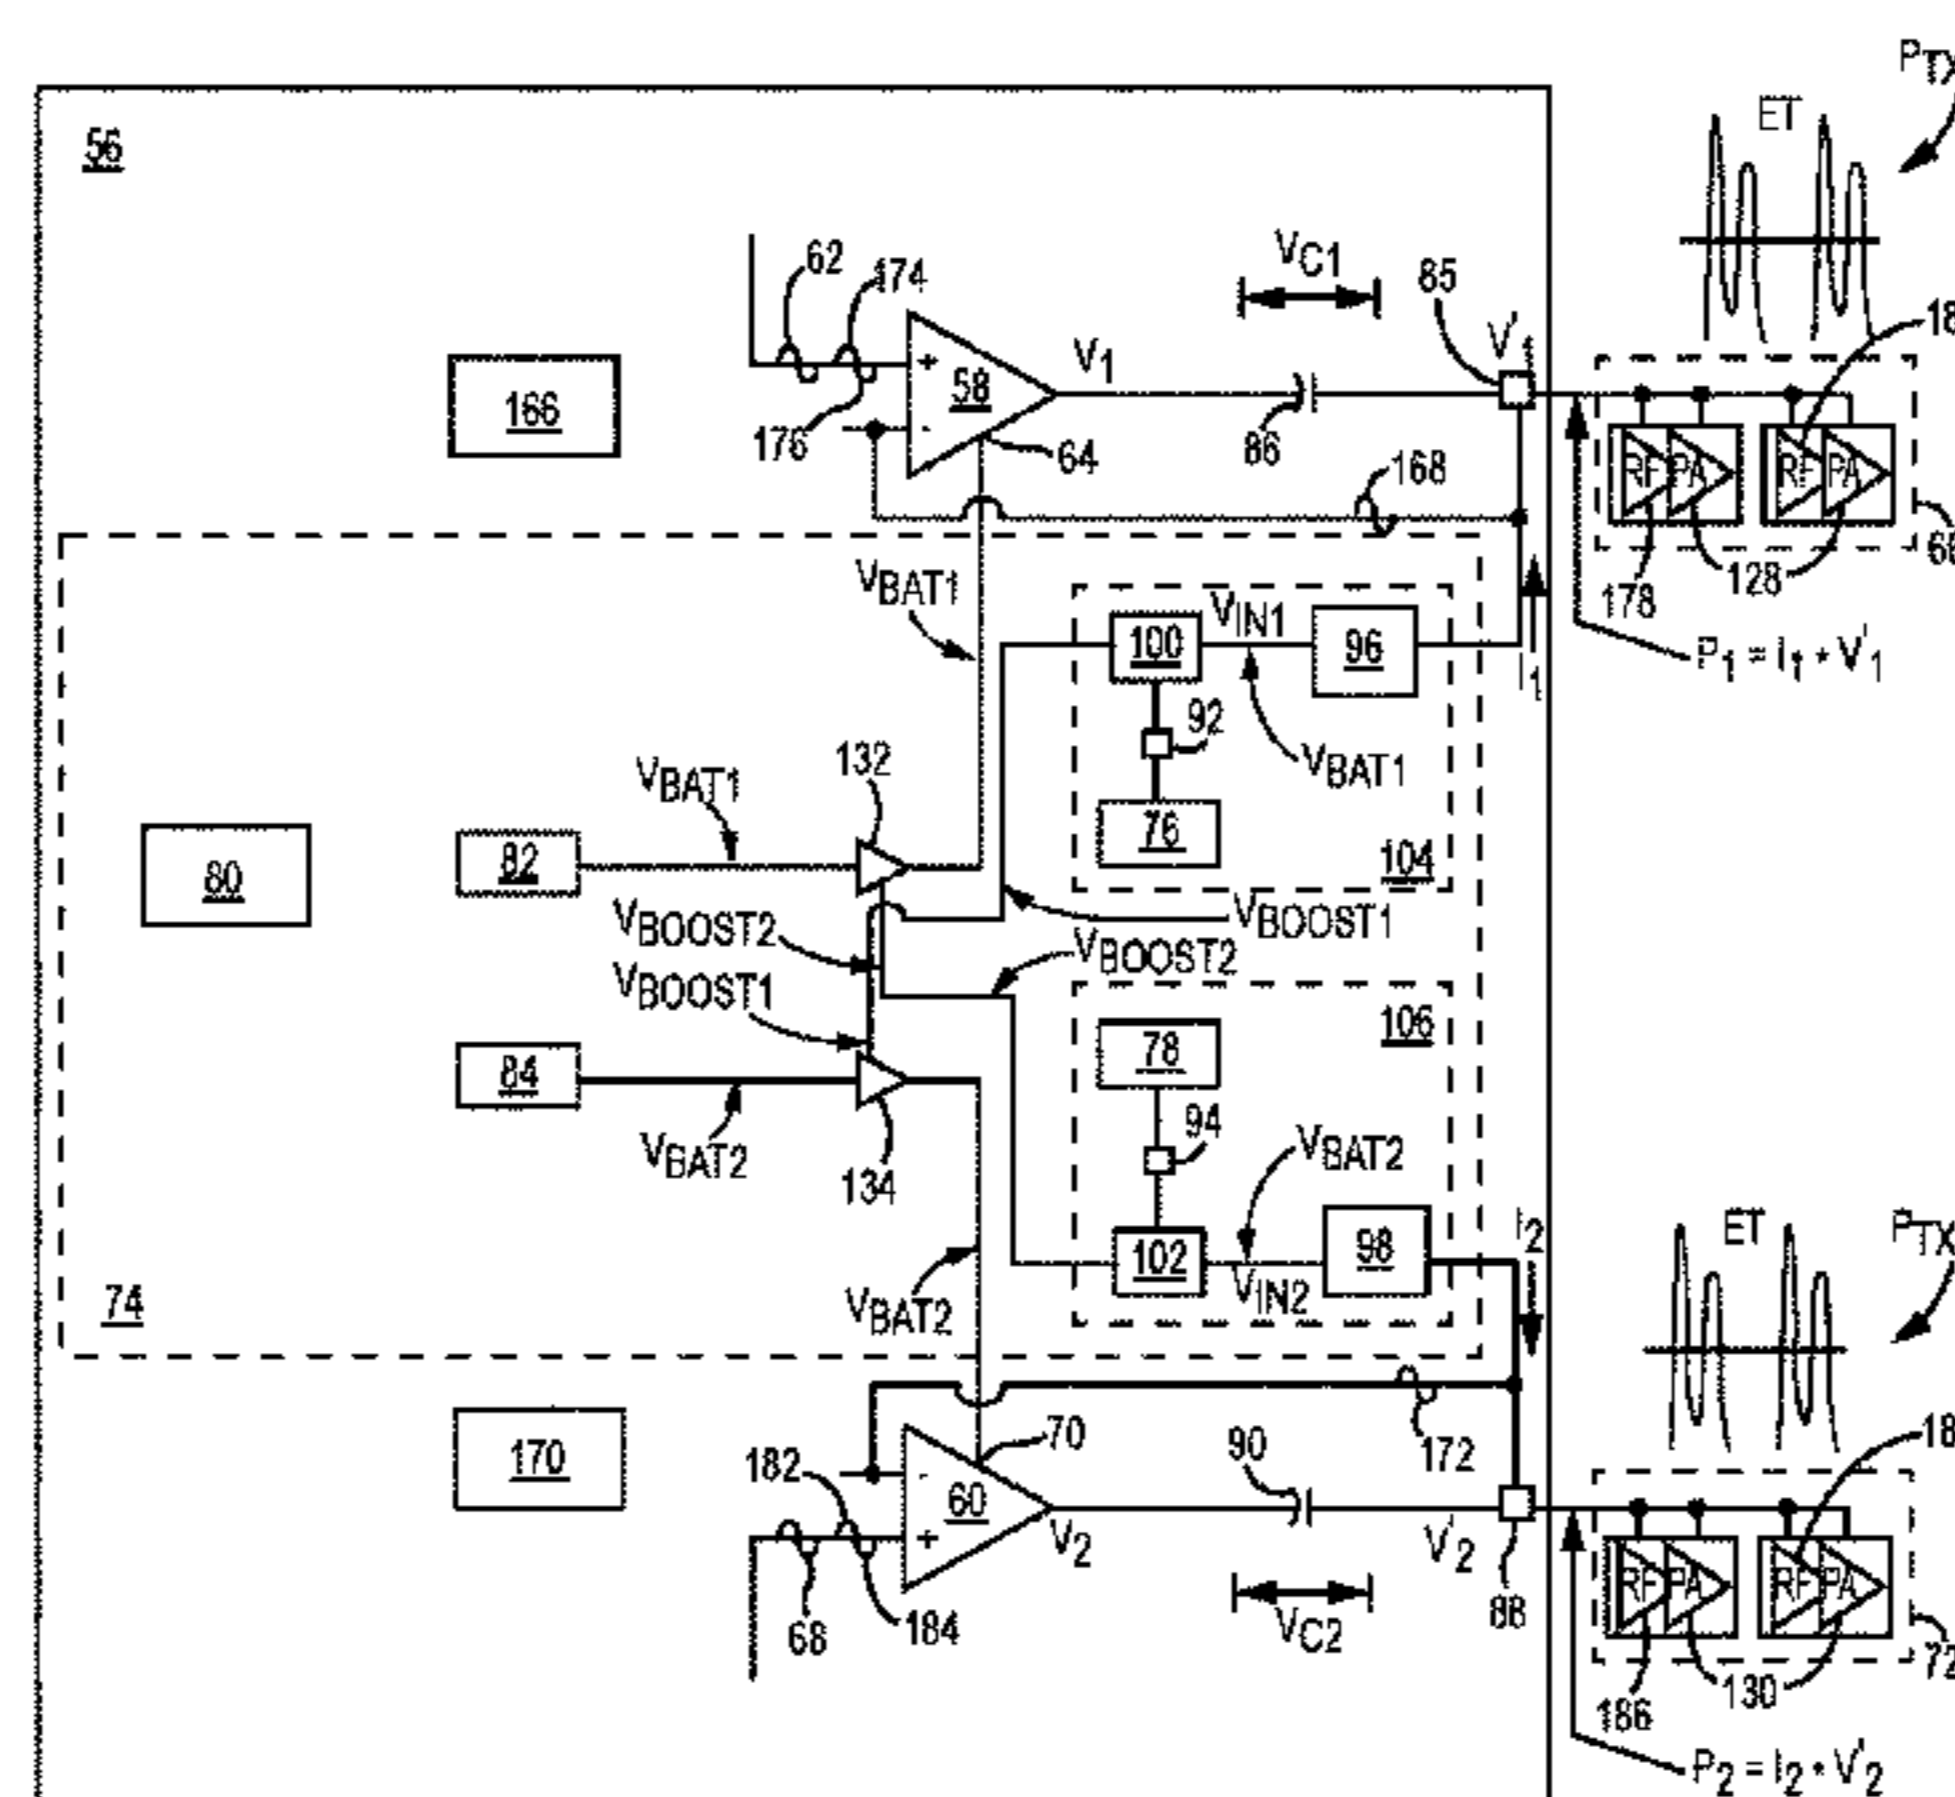 PTX
ET
56
62
174
VC1
85
V'1
18
166
+
58
V1
-
176
64
86
168
RF PA
RF PA
178
128
P1 = I1 • V'1
VBAT1
100
VIN1
96
I1
92
VBAT1
76
104
VBAT1
132
80
82
VBOOST2
VBOOST1
VBOOST2
VBOOST1
84
VBAT2
134
106
78
94
VBAT2
102
VIN2
98
I2
74
VBAT2
ET
PTX
170
70
172
90
182
-
60
+
V2
V'2
18
68
184
VC2
88
RF PA
RF PA
72
186
130
P2 = I2 • V'2